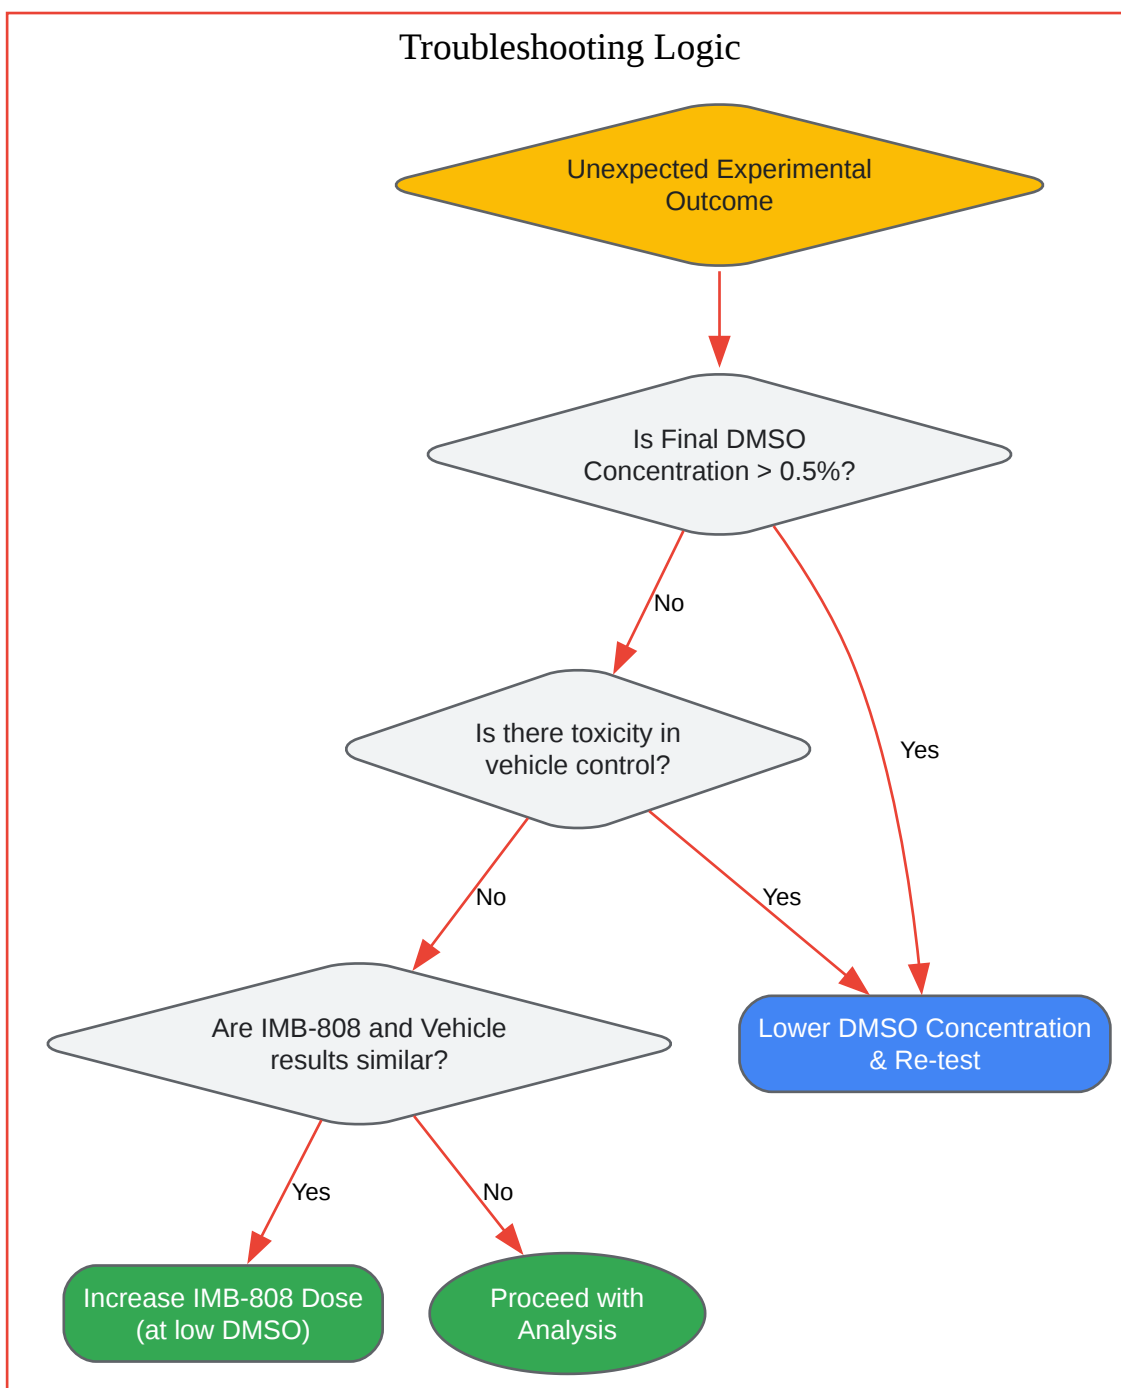 Troubleshooting Logic
Unexpected Experimental
Outcome
Is Final DMSO
Concentration > 0.5%?
No
Yes
Is there toxicity in
vehicle control?
No
Yes
Are IMB-808 and Vehicle
results similar?
Lower DMSO Concentration
& Re-test
Yes
No
Increase IMB-808 Dose
(at low DMSO)
Proceed with
Analysis